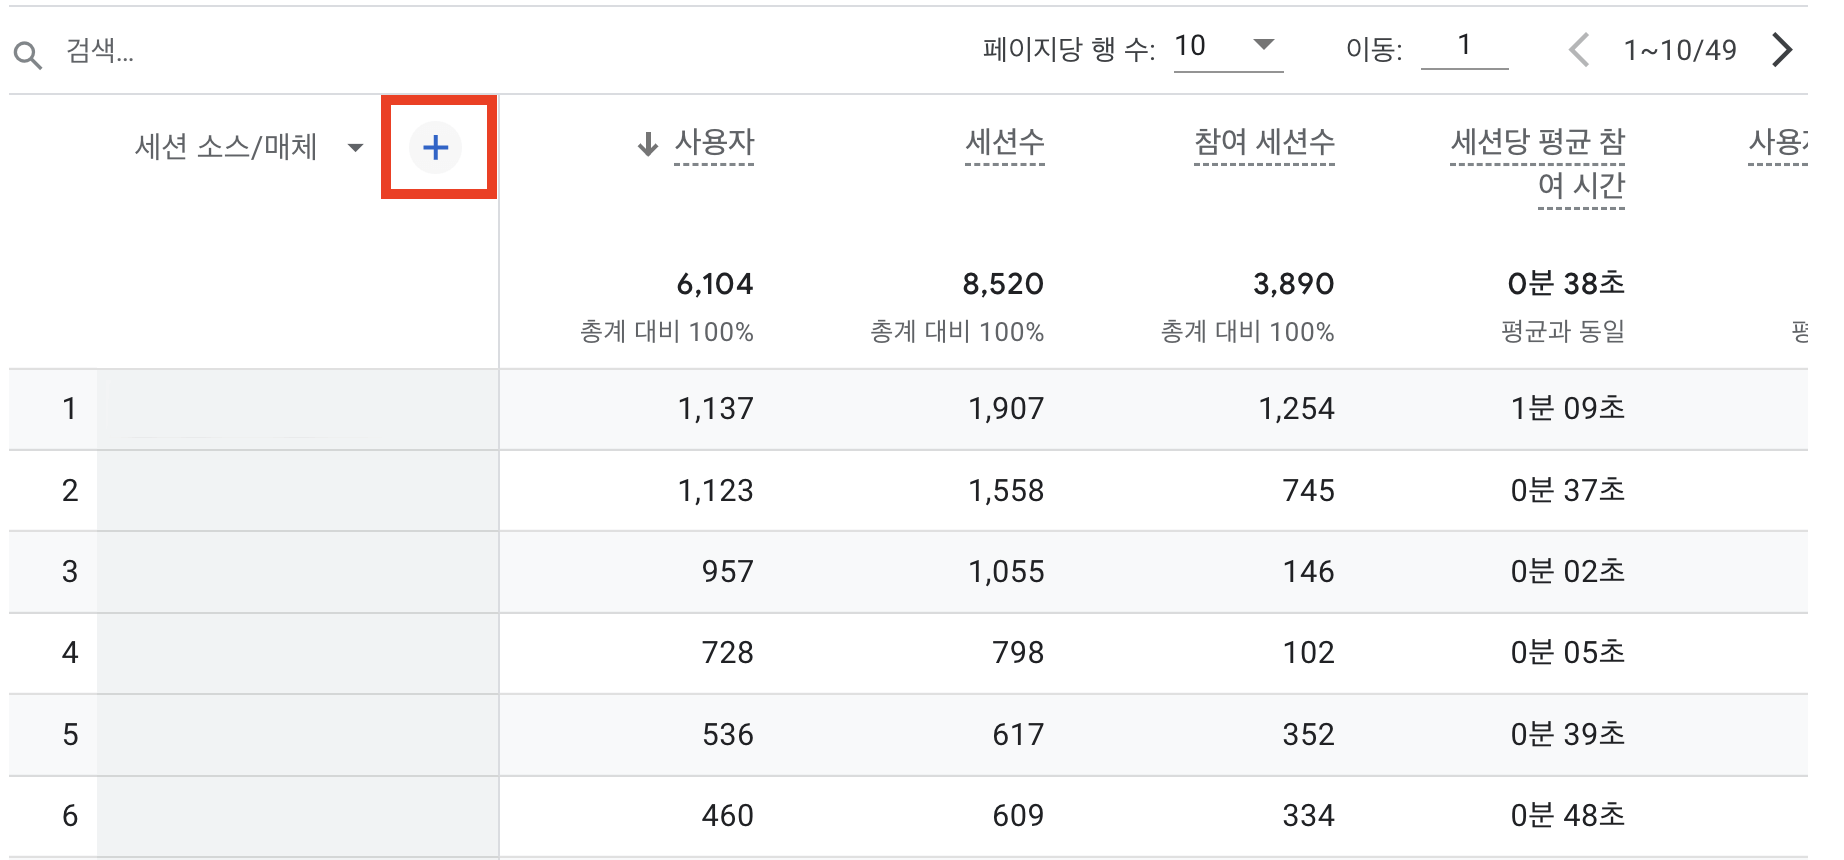 검색...
페이지당 행 수: 10 이동: 1 1~10/49
세션 소스/매체 + ↓ 사용자 세션수 참여 세션수 세션당 평균 참
여 시간
6,104 8,520 3,890 0분 38초
총계 대비 100% 총계 대비 100% 총계 대비 100% 평균과 동일
1 1,137 1,907 1,254 1분 09초
2 1,123 1,558 745 0분 37초
3 957 1,055 146 0분 02초
4 728 798 102 0분 05초
5 536 617 352 0분 39초
6 460 609 334 0분 48초